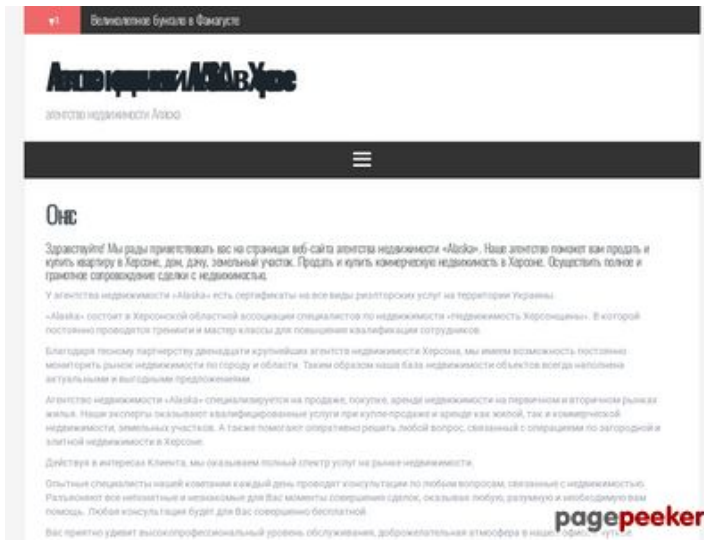 Великолепное бунгало в Фамагусте
агентство недвижимости Аляска
О нас
Здравствуйте! Мы рады приветствовать вас на страницах веб-сайта агентства недвижимости «Alaska». Наше агентство поможет вам продать и
купить квартиру в Херсоне, дом, дачу, земельный участок. Продать и купить коммерческую недвижимость в Херсоне. Осуществить полное и
грамотное сопровождение сделки с недвижимостью.
У агентства недвижимости «Alaska» есть сертификаты на все виды риэлторских услуг на территории Украины.
«Alaska» состоит в Херсонской областной ассоциации специалистов по недвижимости «Недвижимость Херсонщины». В которой
постоянно проводятся тренинги и мастер классы для повышения квалификации сотрудников.
Благодаря тесному партнерству двенадцати крупнейших агентств недвижимости Херсона, мы имеем возможность постоянно
мониторить рынок недвижимости по городу и области. Таким образом наша база недвижимости объектов всегда наполнена
актуальными и выгодными предложениями.
Агентство недвижимости «Alaska» специализируется на продаже, покупке, аренде недвижимости на первичном и вторичном рынках
жилья. Наши эксперты оказывают квалифицированные услуги при купле-продаже и аренде как жилой, так и коммерческой
недвижимости, земельных участков. А также помогают оперативно решить любой вопрос, связанный с операциями по загородной и
элитной недвижимости в Херсоне.
Действуя в интересах Клиента, мы оказываем полный спектр услуг на рынке недвижимости.
Опытные специалисты нашей компании каждый день проводят консультации по любым вопросам, связанные с недвижимостью.
Разъясняют все непонятные и незнакомые для Вас моменты совершения сделок, оказывая любую, разумную и необходимую вам
помощь. Любая консультация будет для Вас совершенно бесплатной.
pagepeeker
Вас приятно удивит высокопрофессиональный уровень обслуживания, доброжелательная атмосфера в нашем офисе